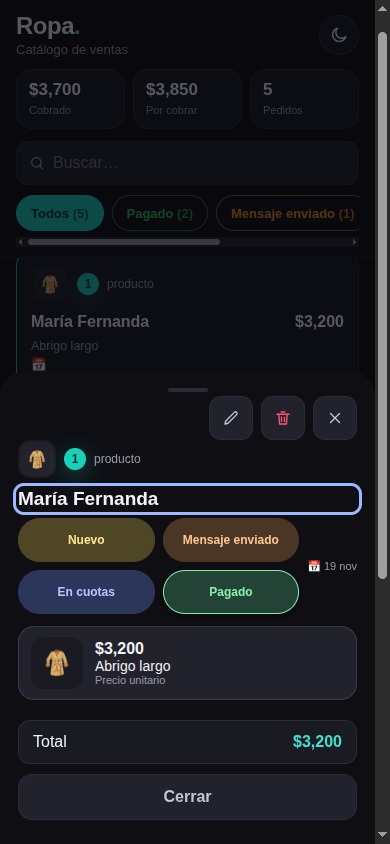 Ropa.
Catálogo de ventas
$3,700
Cobrado
$3,850
Por cobrar
5
Pedidos
Buscar…
Todos (5)
Pagado (2)
Mensaje enviado (1)
1 producto
María Fernanda
$3,200
Abrigo largo
1 producto
María Fernanda
Nuevo
Mensaje enviado
En cuotas
Pagado
19 nov
$3,200
Abrigo largo
Precio unitario
Total
$3,200
Cerrar